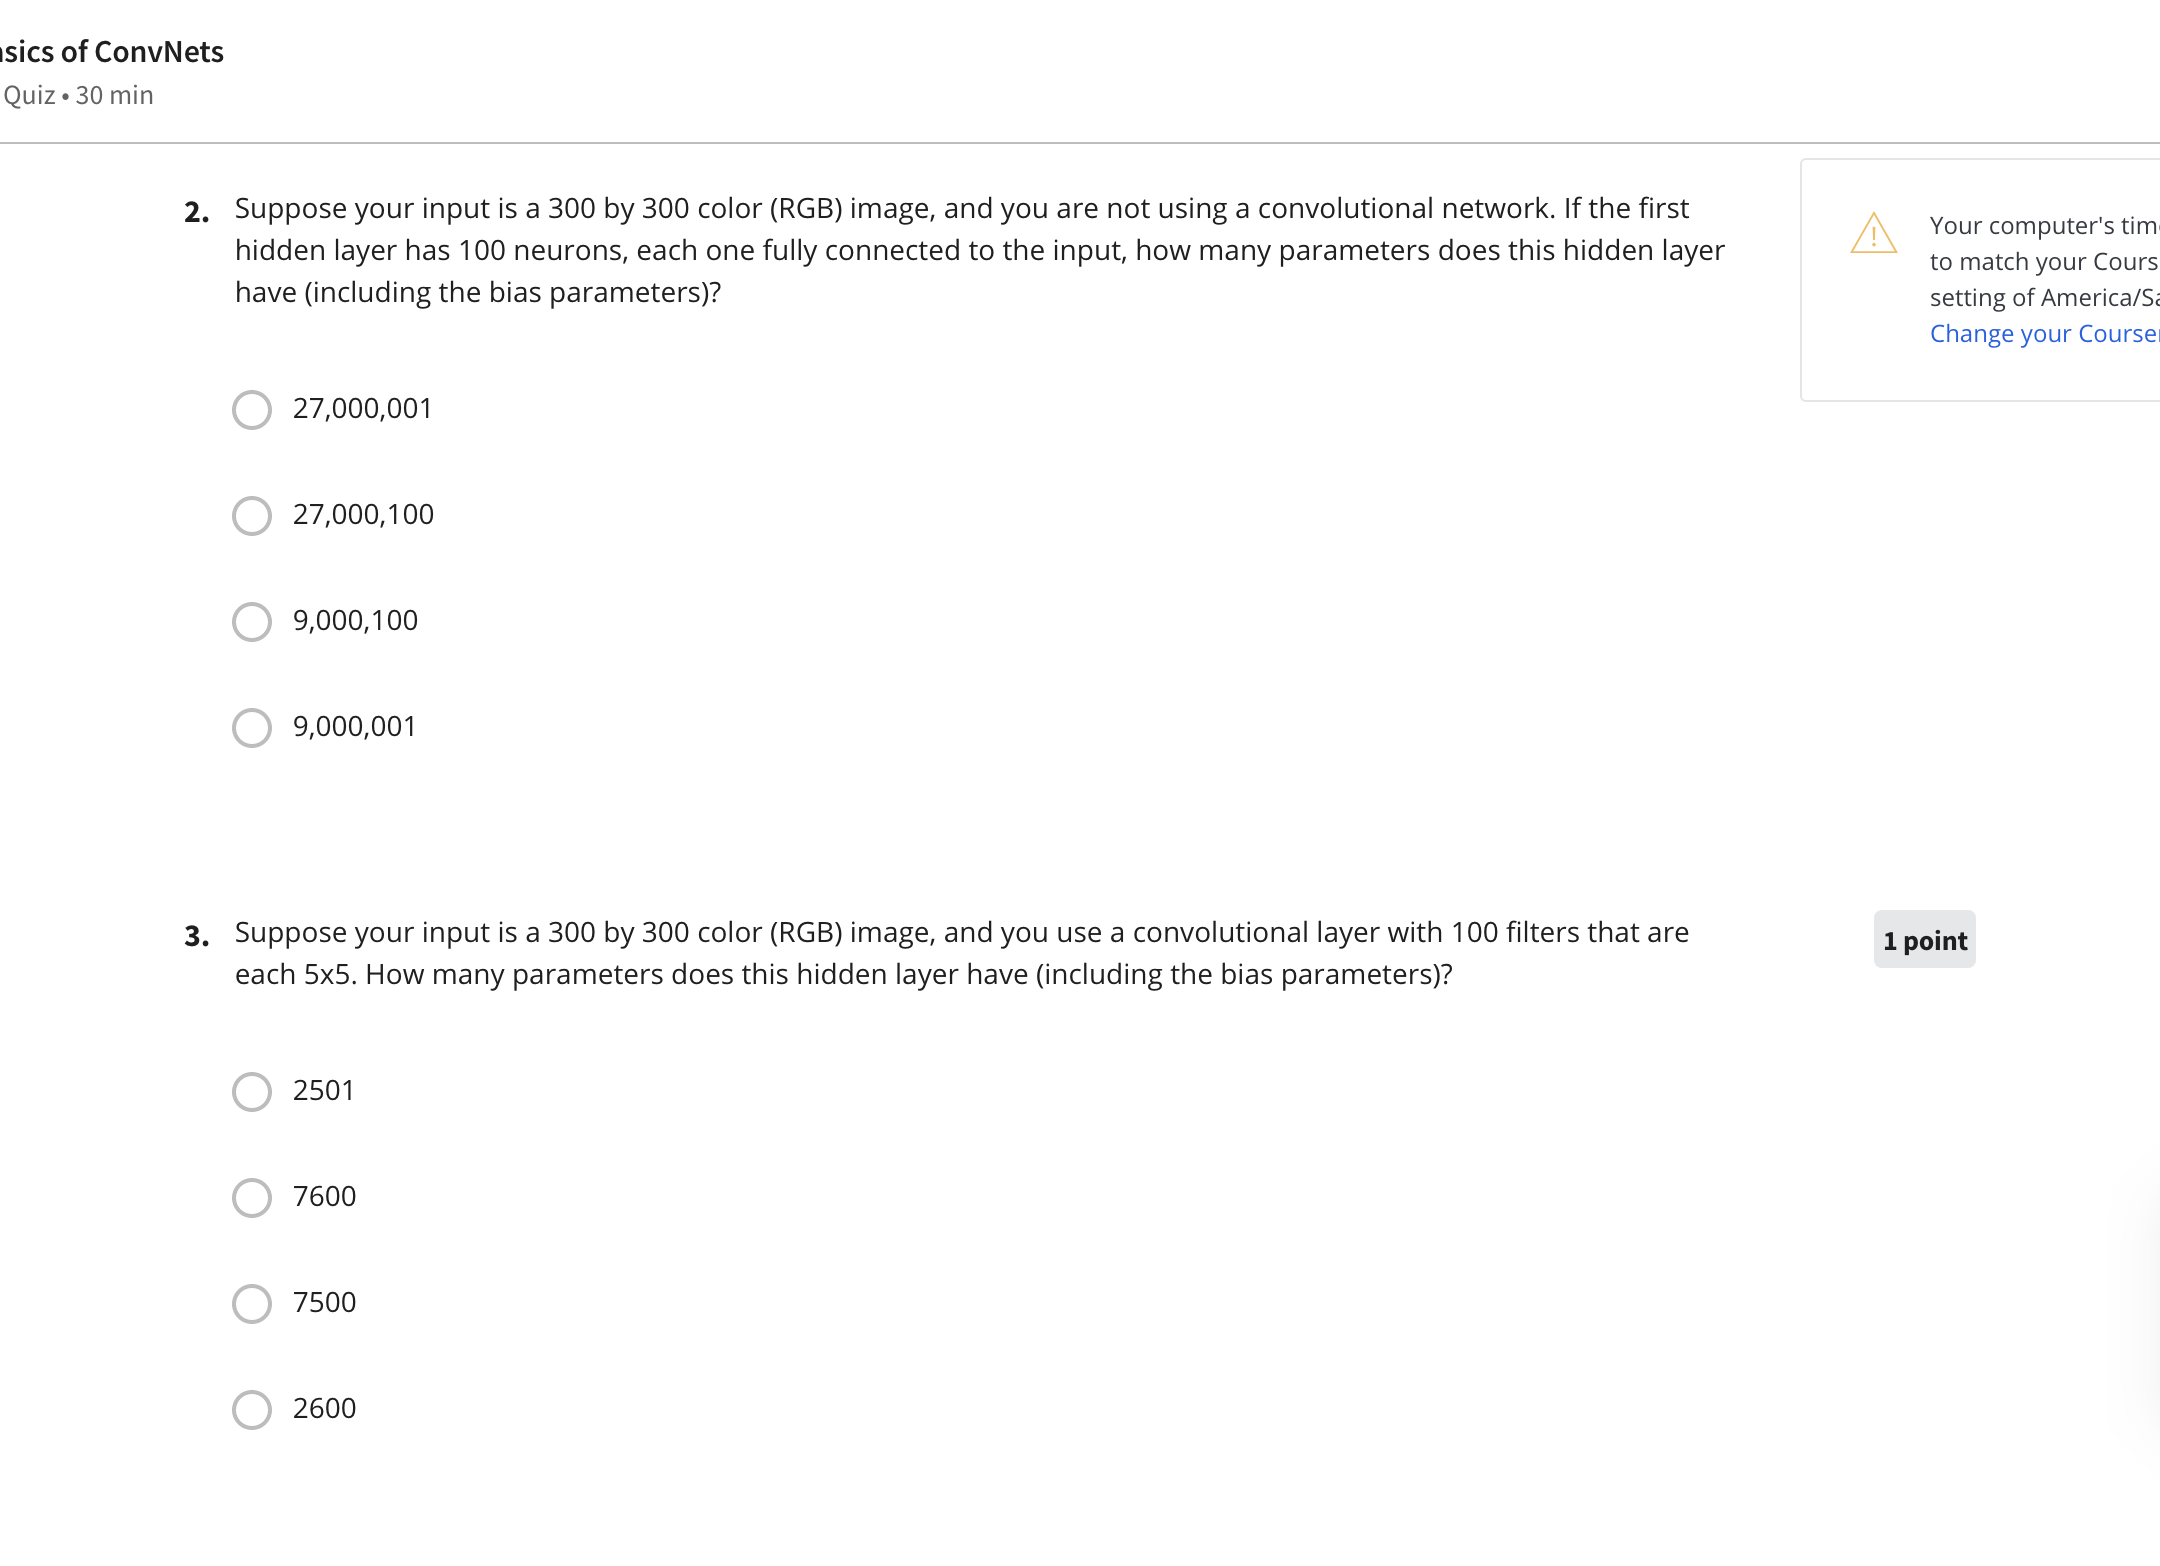 sics of ConvNets
Quiz • 30 min
2. Suppose your input is a 300 by 300 color (RGB) image, and you are not using a convolutional network. If the first
hidden layer has 100 neurons, each one fully connected to the input, how many parameters does this hidden layer
have (including the bias parameters)?
Your computer's tim
to match your Cours
setting of America/Sa
Change your Course
27,000,001
27,000,100
9,000,100
9,000,001
3. Suppose your input is a 300 by 300 color (RGB) image, and you use a convolutional layer with 100 filters that are
each 5x5. How many parameters does this hidden layer have (including the bias parameters)?
1 point
2501
7600
7500
2600